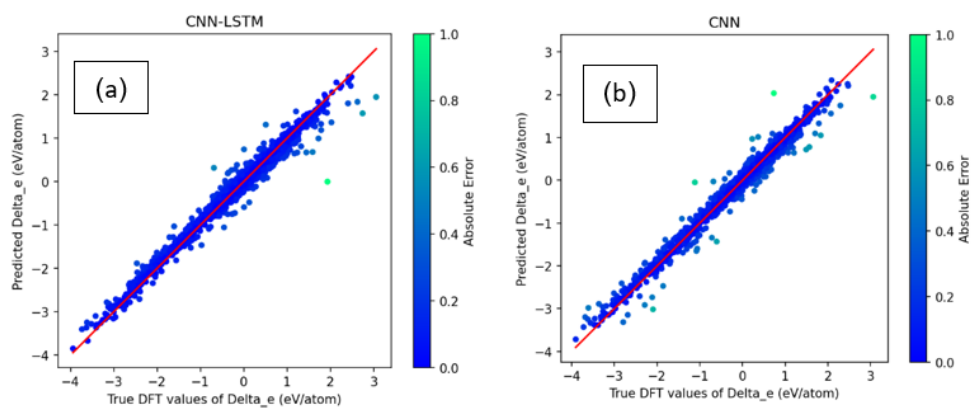 CNN-LSTM
(a)
3
2
1
0
−1
−2
−3
−4
−4 −3 −2 −1 0 1 2 3
Predicted Delta_e (eV/atom)
True DFT values of Delta_e (eV/atom)
1.0
0.8
0.6
0.4
0.2
0.0
Absolute Error
CNN
(b)
3
2
1
0
−1
−2
−3
−4
−4 −3 −2 −1 0 1 2 3
Predicted Delta_e (eV/atom)
True DFT values of Delta_e (eV/atom)
1.0
0.8
0.6
0.4
0.2
0.0
Absolute Error